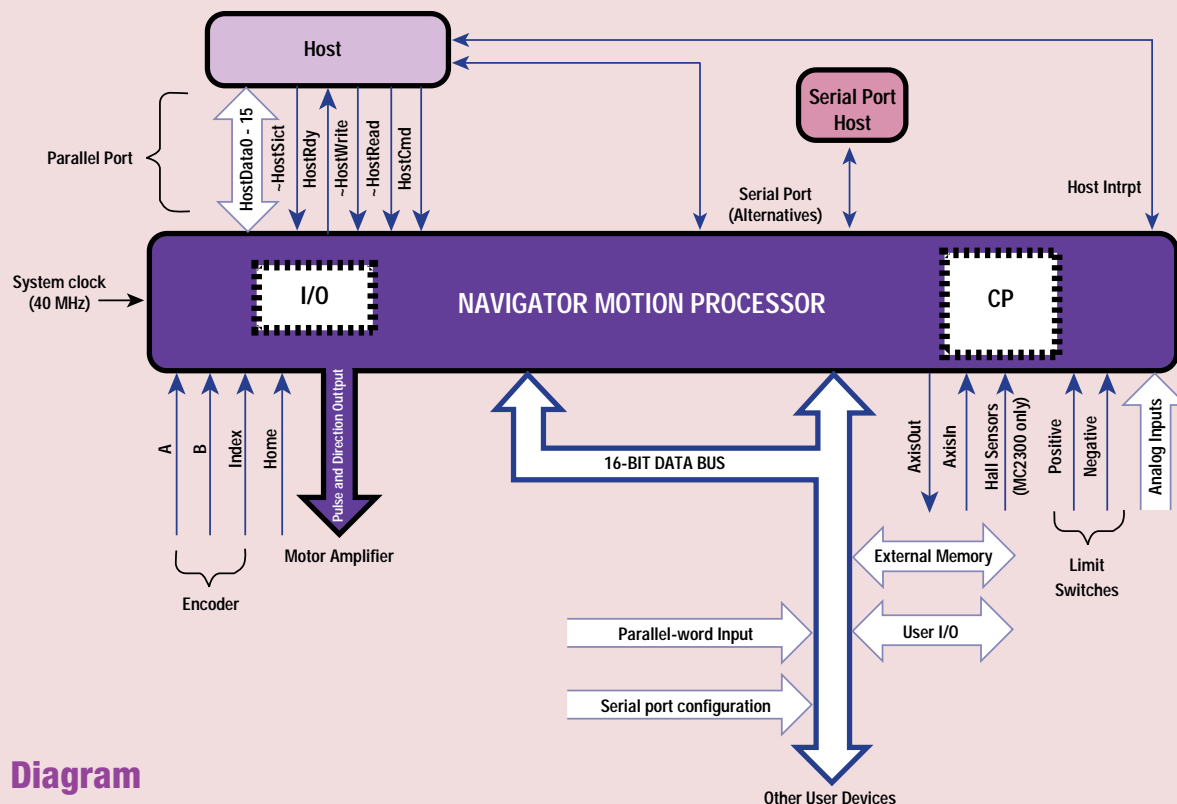 Host
Serial Port
Host
Parallel Port
HostData0 - 15
~HostSlct
HostRdy
~HostWrite
~HostRead
HostCmd
Serial Port
(Alternatives)
Host Intrpt
System clock
(40 MHz)
I/O
NAVIGATOR MOTION PROCESSOR
CP
A
B
Index
Home
Pulse and Direction Outtput
16-BIT DATA BUS
AxisOut
AxisIn
Hall Sensors
(MC2300 only)
Positive
Negative
Analog Inputs
Motor Amplifier
Encoder
External Memory
Limit
Switches
Parallel-word Input
User I/O
Serial port configuration
Diagram
Other User Devices